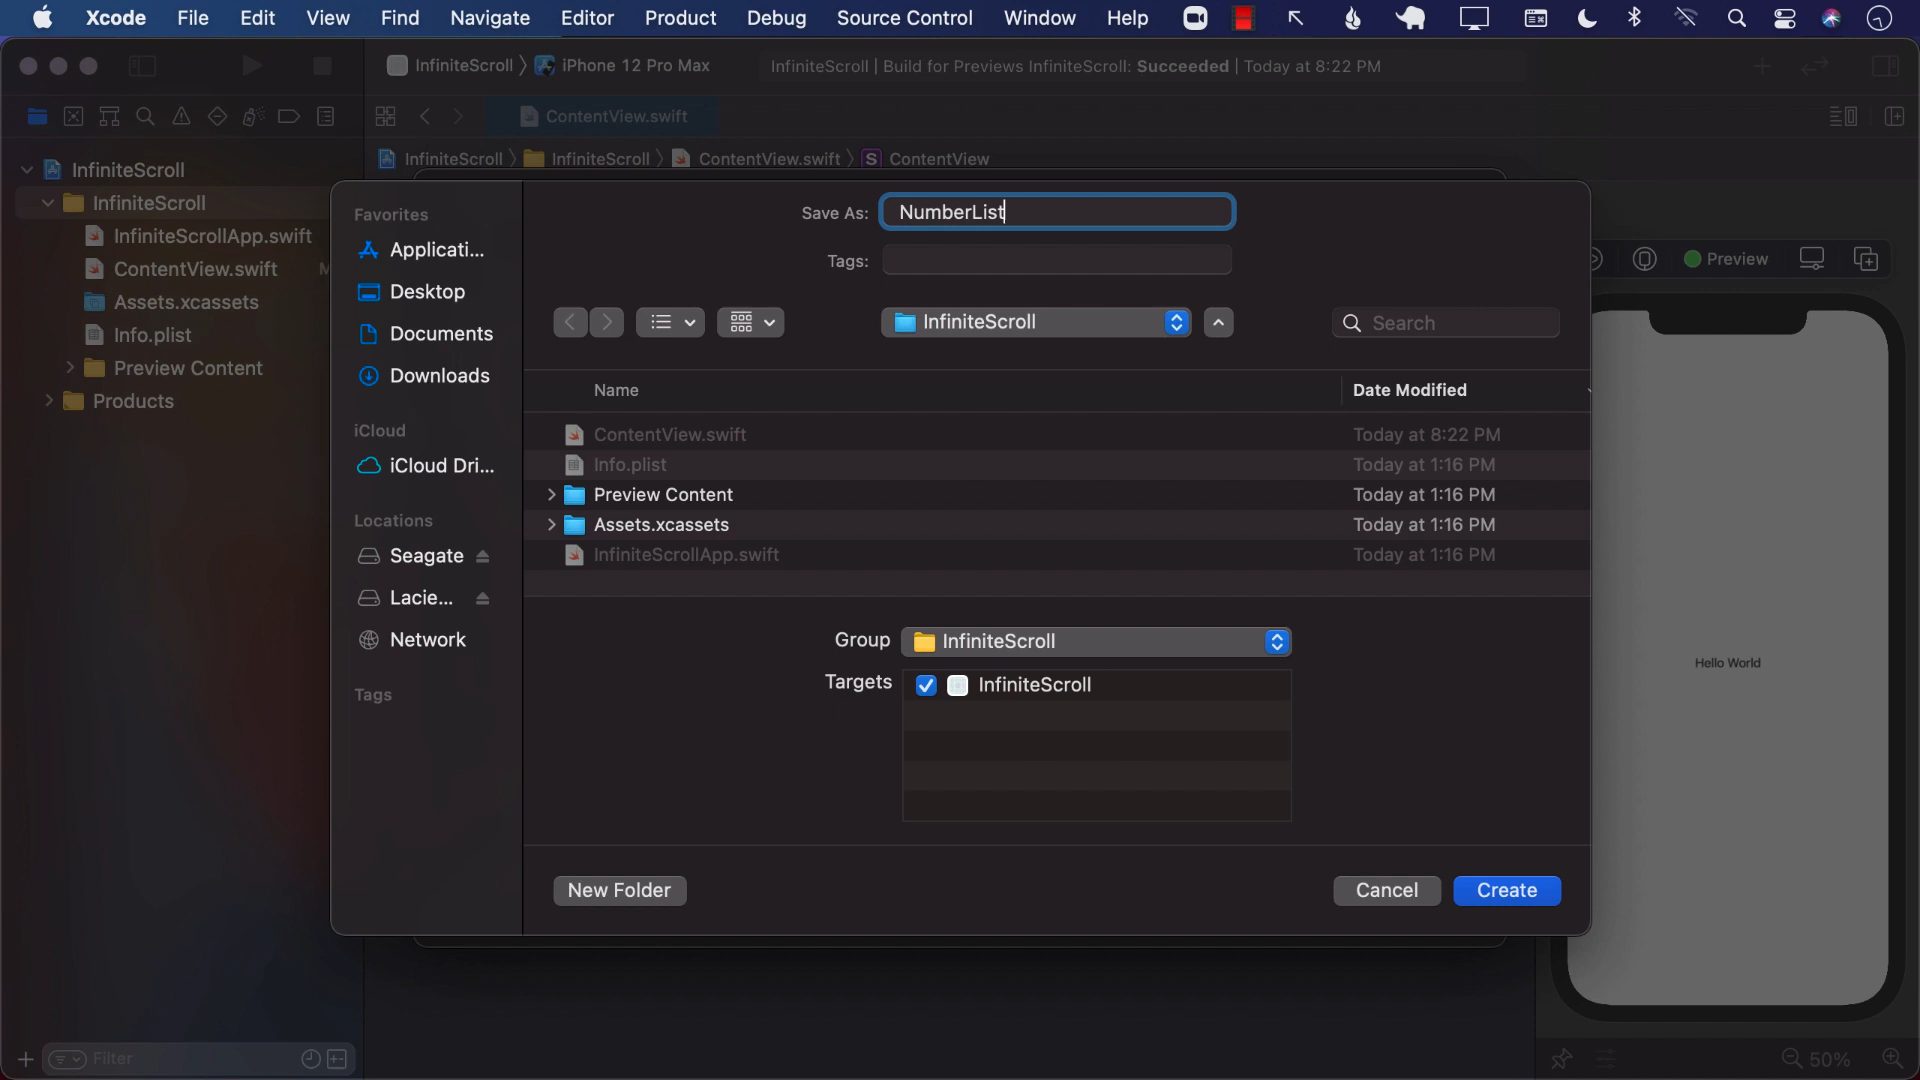 Xcode File Edit View Find Navigate Editor Product Debug Source Control Window Help
InfiniteScroll iPhone 12 Pro Max
InfiniteScroll | Build for Previews InfiniteScroll: Succeeded | Today at 8:22 PM
ContentView.swift
InfiniteScroll InfiniteScroll ContentView.swift S ContentView
InfiniteScroll
InfiniteScroll
InfiniteScrollApp.swift
ContentView.swift M
Assets.xcassets
Info.plist
Preview Content
Products
Filter
Favorites
Applicati...
Desktop
Documents
Downloads
iCloud
iCloud Dri...
Locations
Seagate
Lacie...
Network
Tags
Save As: NumberList
Tags:
InfiniteScroll
Search
Name Date Modified
ContentView.swift Today at 8:22 PM
Info.plist Today at 1:16 PM
Preview Content Today at 1:16 PM
Assets.xcassets Today at 1:16 PM
InfiniteScrollApp.swift Today at 1:16 PM
Group InfiniteScroll
Targets InfiniteScroll
New Folder Cancel Create
Preview
Hello World
50%